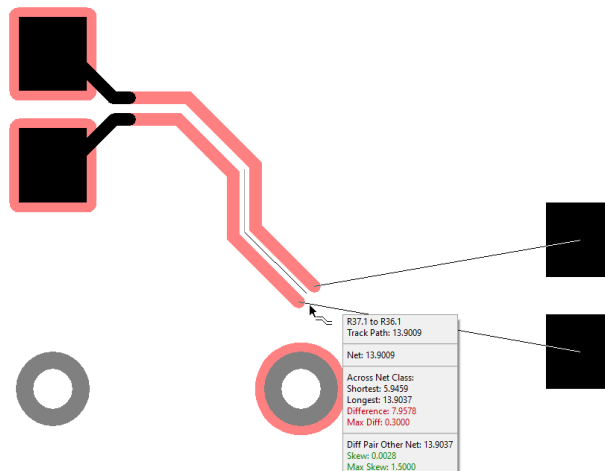 R37.1 to R36.1
Track Path: 13.9009
Net: 13.9009
Across Net Class:
Shortest: 5.9459
Longest: 13.9037
Difference: 7.9578
Max Diff: 0.3000
Diff Pair Other Net: 13.9037
Skew: 0.0028
Max Skew: 1.5000